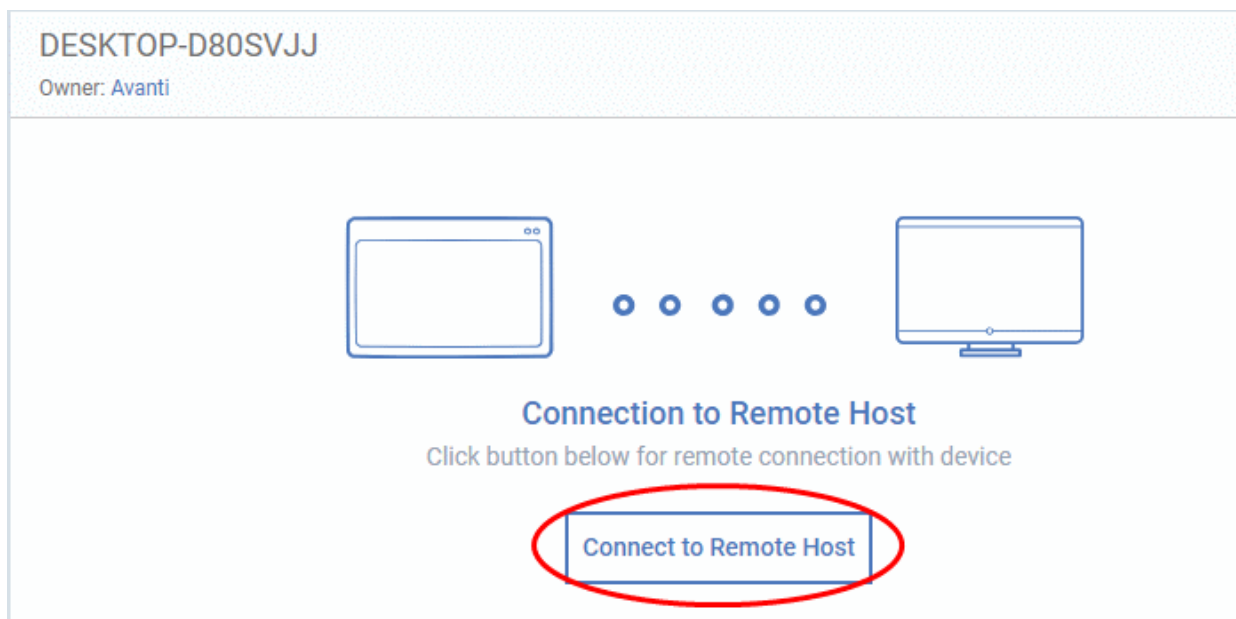 DESKTOP-D80SVJJ
Owner: Avanti
Connection to Remote Host
Click button below for remote connection with device
Connect to Remote Host